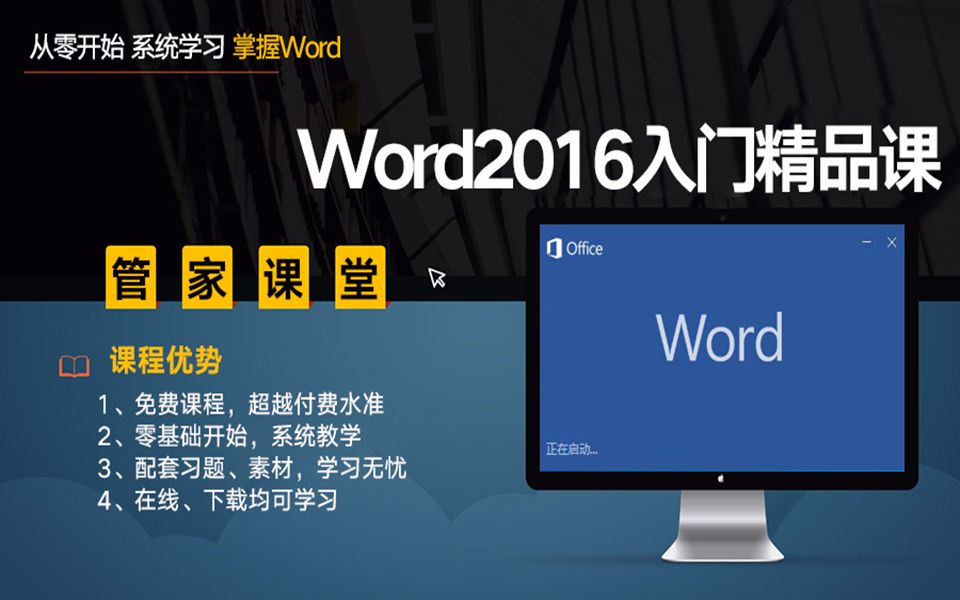 从零开始 系统学习 掌握Word
Word2016入门精品课
管家课堂
课程优势
1、免费课程，超越付费水准
2、零基础开始，系统教学
3、配套习题、素材，学习无忧
4、在线、下载均可学习
Office
Word
正在启动...